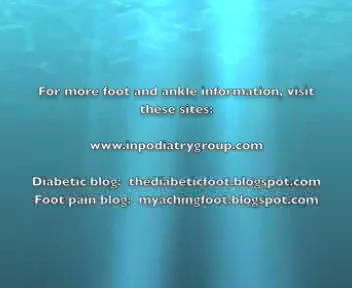 For more foot and ankle information, visit
these sites:
www.inpodiatrygroup.com
Diabetic blog: thediabeticfoot.blogspot.com
Foot pain blog: myachingfoot.blogspot.com